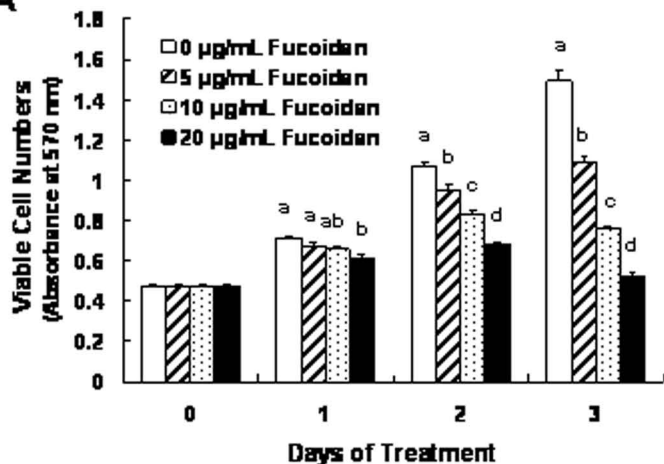 A
1.8
1.6
1.4
1.2
1
0.8
0.6
0.4
0.2
0
Viable Cell Numbers
(Absorbance at 570 nm)
0 µg/mL Fucoidan
5 µg/mL Fucoidan
10 µg/mL Fucoidan
20 µg/mL Fucoidan
a a ab b
a b c d
a b c d
0 1 2 3
Days of Treatment